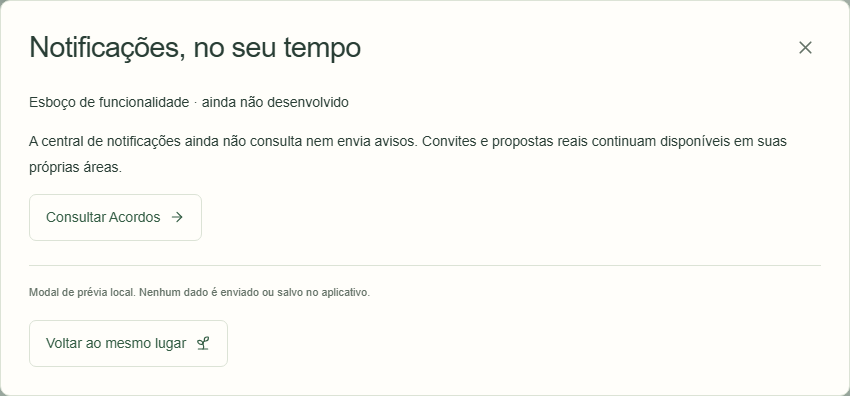 Notificações, no seu tempo
Esboço de funcionalidade · ainda não desenvolvido
A central de notificações ainda não consulta nem envia avisos. Convites e propostas reais continuam disponíveis em suas
próprias áreas.
Consultar Acordos
Modal de prévia local. Nenhum dado é enviado ou salvo no aplicativo.
Voltar ao mesmo lugar